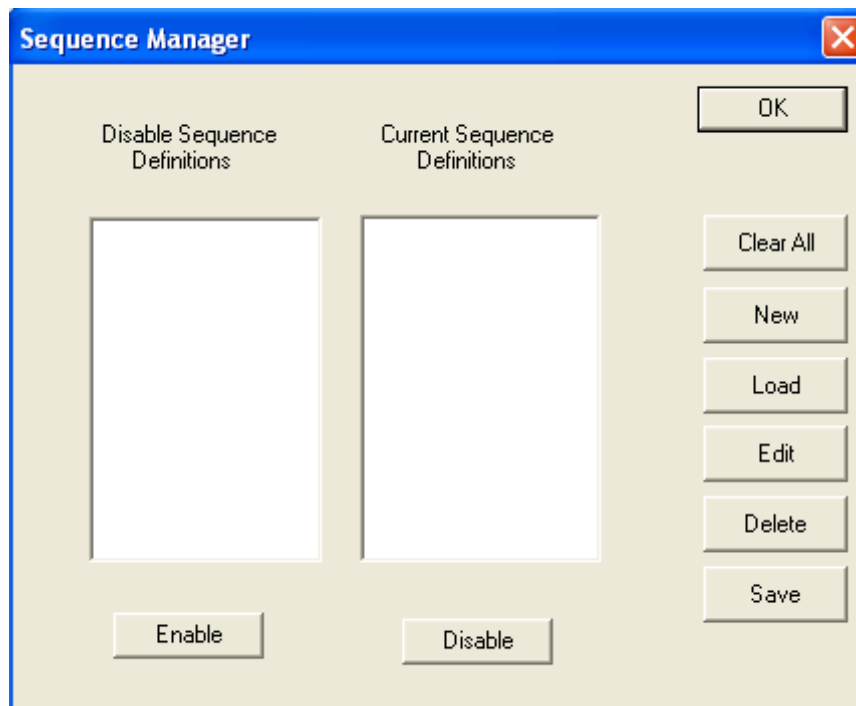 Sequence Manager
OK
Disable Sequence
Definitions
Current Sequence
Definitions
Clear All
New
Load
Edit
Delete
Save
Enable
Disable